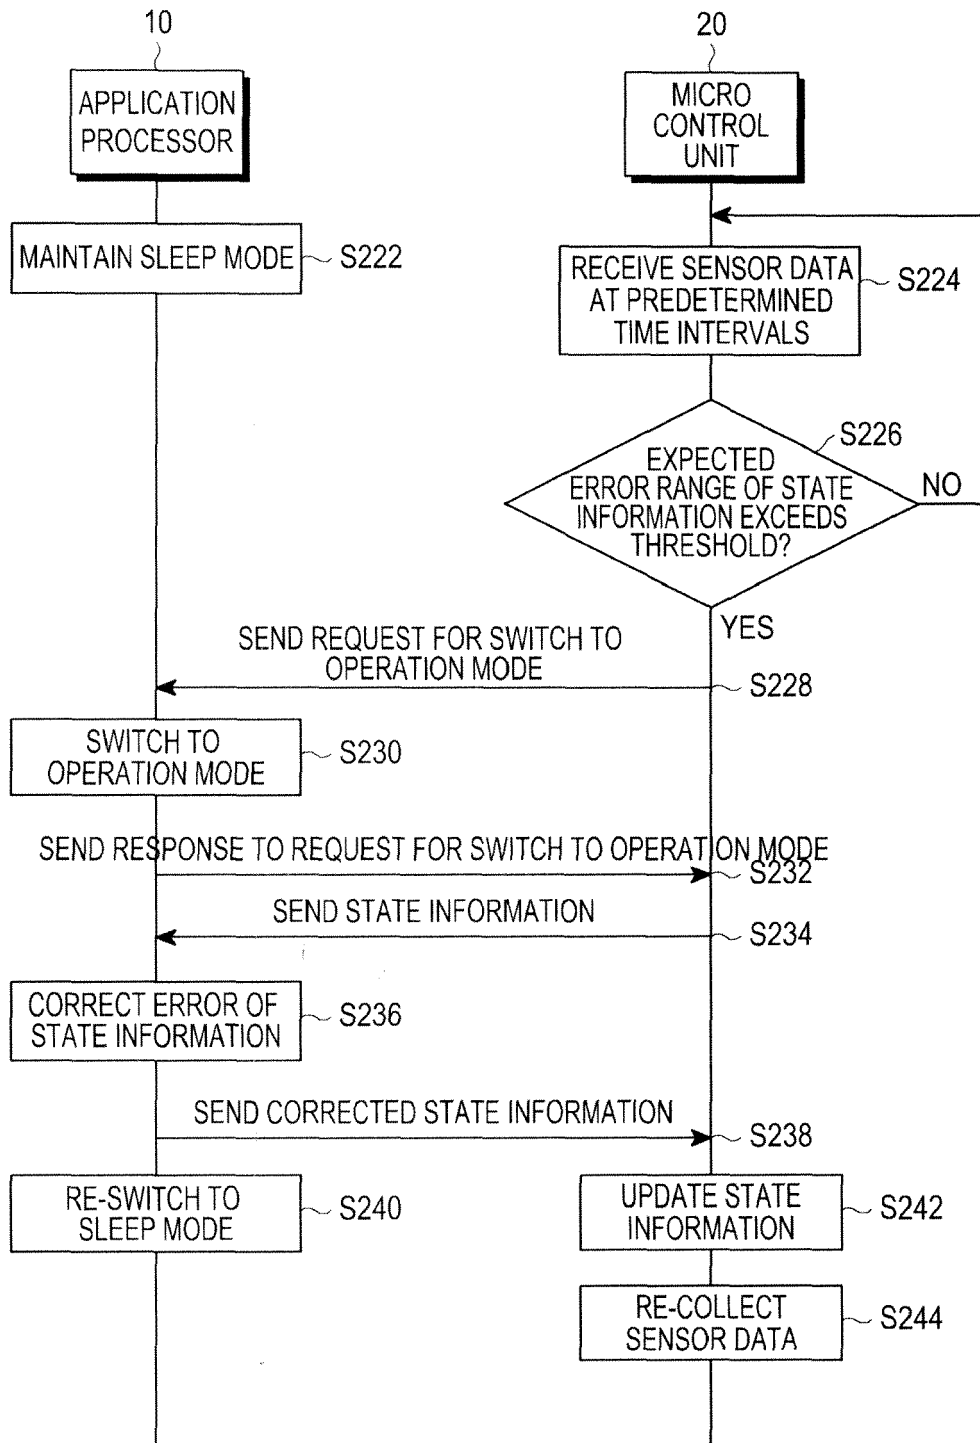 10
20
APPLICATION
PROCESSOR
MICRO
CONTROL
UNIT
MAINTAIN SLEEP MODE
S222
RECEIVE SENSOR DATA
AT PREDETERMINED
TIME INTERVALS
S224
S226
EXPECTED
ERROR RANGE OF STATE
INFORMATION EXCEEDS
THRESHOLD?
NO
YES
SEND REQUEST FOR SWITCH TO
OPERATION MODE
S228
SWITCH TO
OPERATION MODE
S230
SEND RESPONSE TO REQUEST FOR SWITCH TO OPERATION MODE
S232
SEND STATE INFORMATION
S234
CORRECT ERROR OF
STATE INFORMATION
S236
SEND CORRECTED STATE INFORMATION
S238
RE-SWITCH TO
SLEEP MODE
S240
UPDATE STATE
INFORMATION
S242
RE-COLLECT
SENSOR DATA
S244